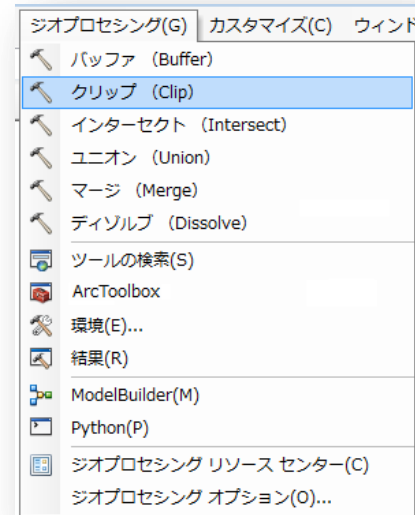 ジオプロセシング(G) カスタマイズ(C) ウィンド
バッファ （Buffer）
クリップ （Clip）
インターセクト （Intersect）
ユニオン （Union）
マージ （Merge）
ディゾルブ （Dissolve）
ツールの検索(S)
ArcToolbox
環境(E)...
結果(R)
ModelBuilder(M)
Python(P)
ジオプロセシング リソース センター(C)
ジオプロセシング オプション(O)...